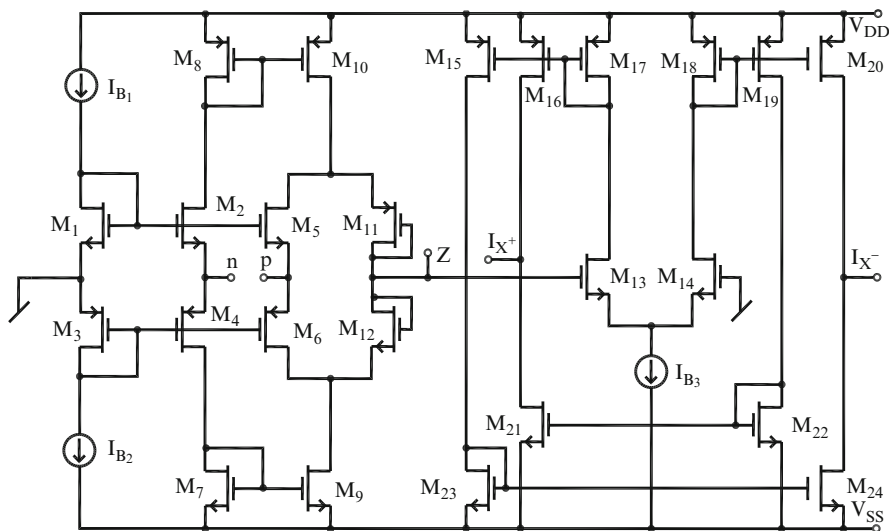 V_DD
M_8
M_10
M_15
M_16
M_17
M_18
M_19
M_20
I_B1
M_1
M_2
M_5
M_11
n
p
Z
I_X+
M_13
M_14
I_X-
M_3
M_4
M_6
M_12
I_B3
I_B2
M_21
M_22
M_7
M_9
M_23
M_24
V_SS